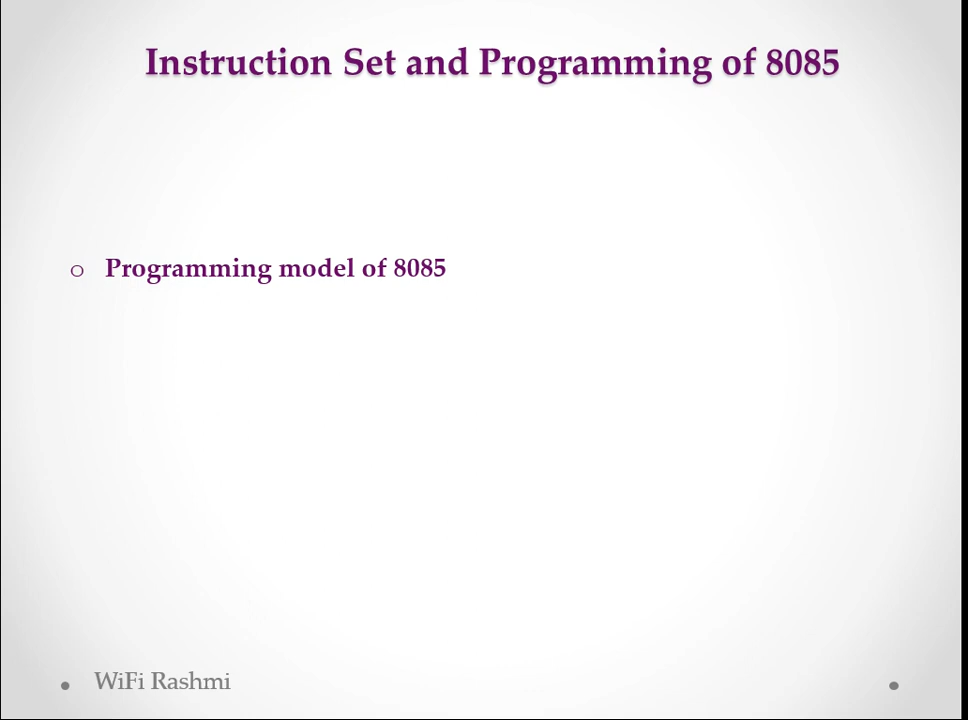 Instruction Set and Programming of 8085
o Programming model of 8085
WiFi Rashmi